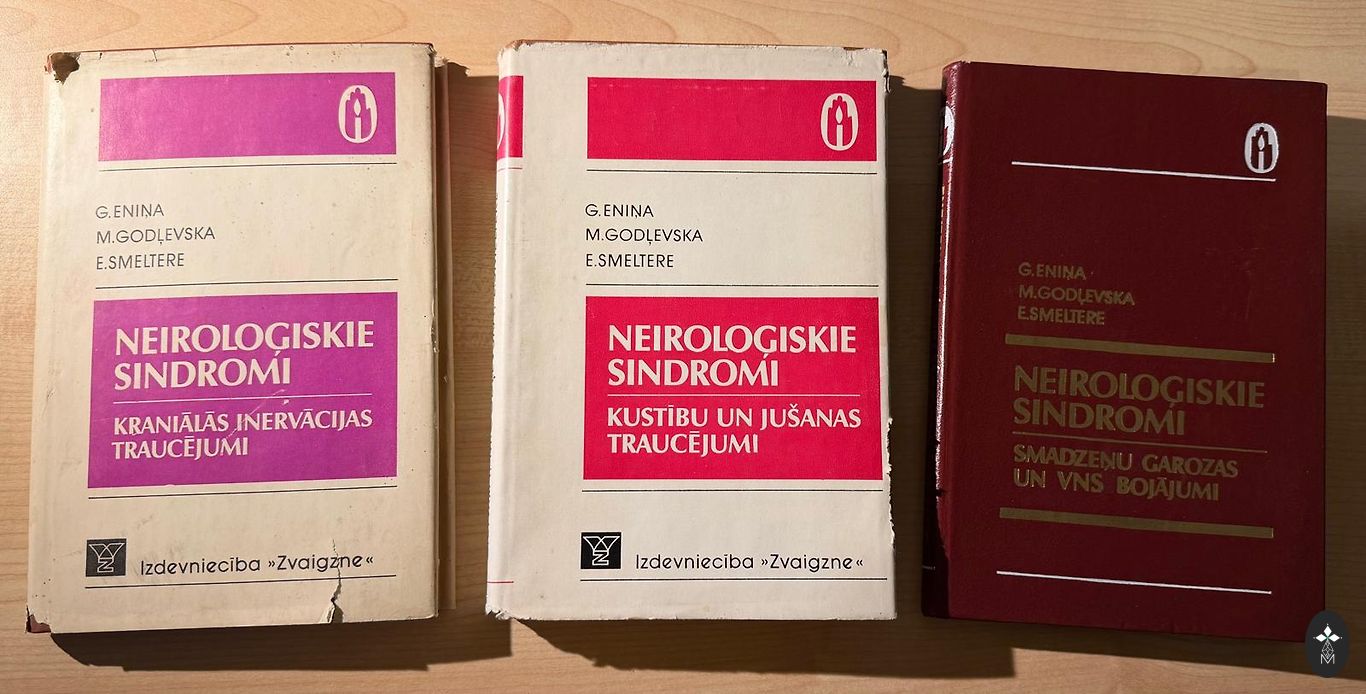 G.ENIŅA
M.GODĻEVSKA
E.SMELTERE
NEIROLOĢISKIE
SINDROMI
KRANIĀLĀS INERVĀCIJAS
TRAUCĒJUMI
Izdevniecība »Zvaigzne«
G.ENIŅA
M.GODĻEVSKA
E.SMELTERE
NEIROLOĢISKIE
SINDROMI
KUSTĪBU UN JUŠANAS
TRAUCĒJUMI
Izdevniecība »Zvaigzne«
G.ENIŅA
M.GODĻEVSKA
E.SMELTERE
NEIROLOĢISKIE
SINDROMI
SMADZEŅU GAROZAS
UN VNS BOJĀJUMI
M